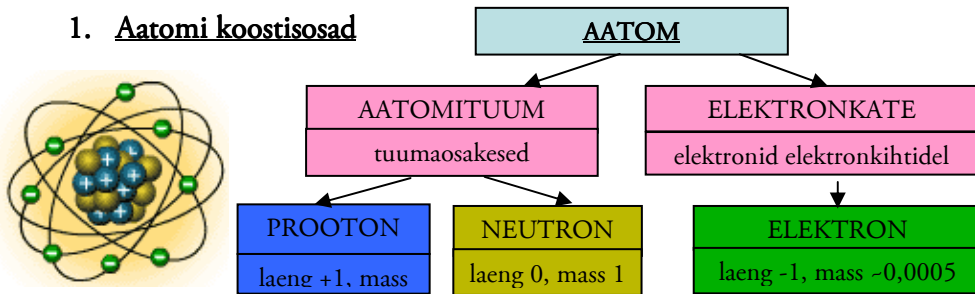 1. Aatomi koostisosad
AATOM
AATOMITUUM
tuumaosakesed
ELEKTRONKATE
elektronid elektronkihtidel
PROOTON
laeng +1, mass
NEUTRON
laeng 0, mass 1
ELEKTRON
laeng -1, mass ~0,0005